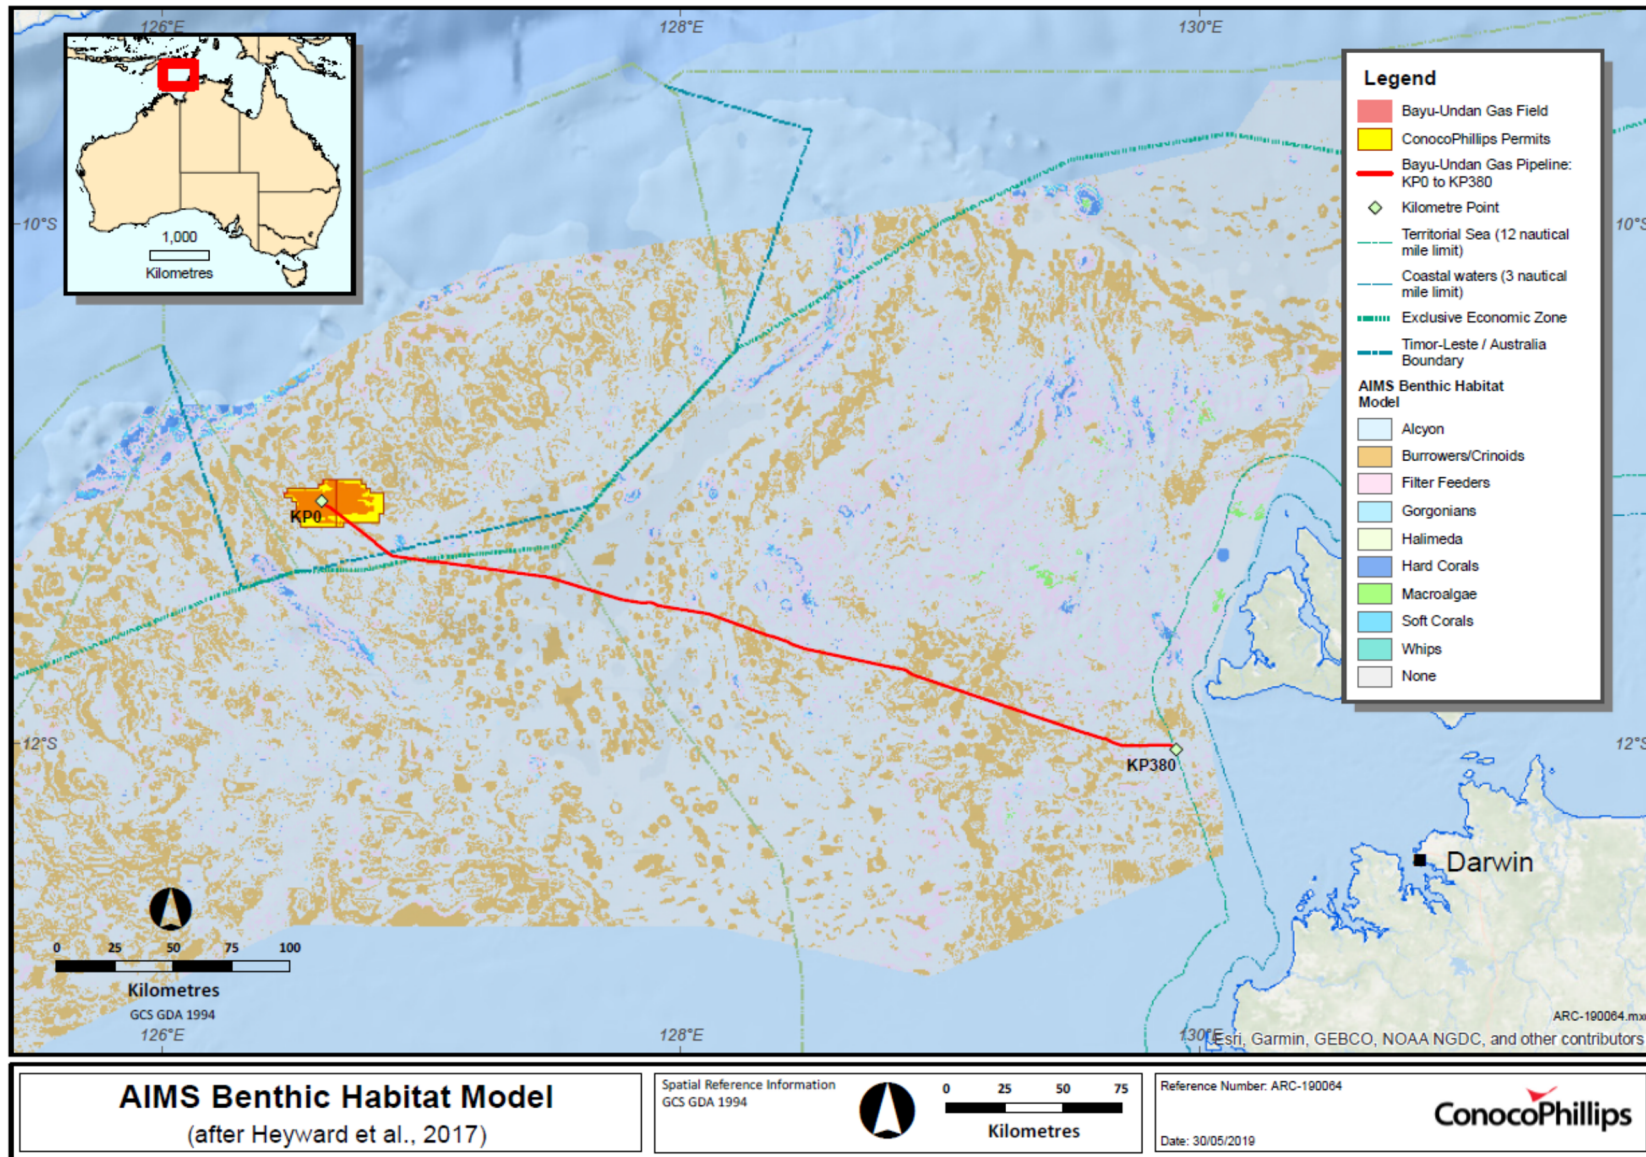 126°E
128°E
130°E
1,000
Kilometres
10°S
10°S
12°S
12°S
KP0
KP380
Darwin
Legend
Bayu-Undan Gas Field
ConocoPhillips Permits
Bayu-Undan Gas Pipeline:
KP0 to KP380
Kilometre Point
Territorial Sea (12 nautical
mile limit)
Coastal waters (3 nautical
mile limit)
Exclusive Economic Zone
Timor-Leste / Australia
Boundary
AIMS Benthic Habitat
Model
Alcyon
Burrowers/Crinoids
Filter Feeders
Gorgonians
Halimeda
Hard Corals
Macroalgae
Soft Corals
Whips
None
0 25 50 75 100
Kilometres
GCS GDA 1994
126°E
128°E
130°E
ARC-190064.mx
Esri, Garmin, GEBCO, NOAA NGDC, and other contributors
AIMS Benthic Habitat Model
(after Heyward et al., 2017)
Spatial Reference Information
GCS GDA 1994
0 25 50 75
Kilometres
Reference Number: ARC-190064
Date: 30/05/2019
ConocoPhillips